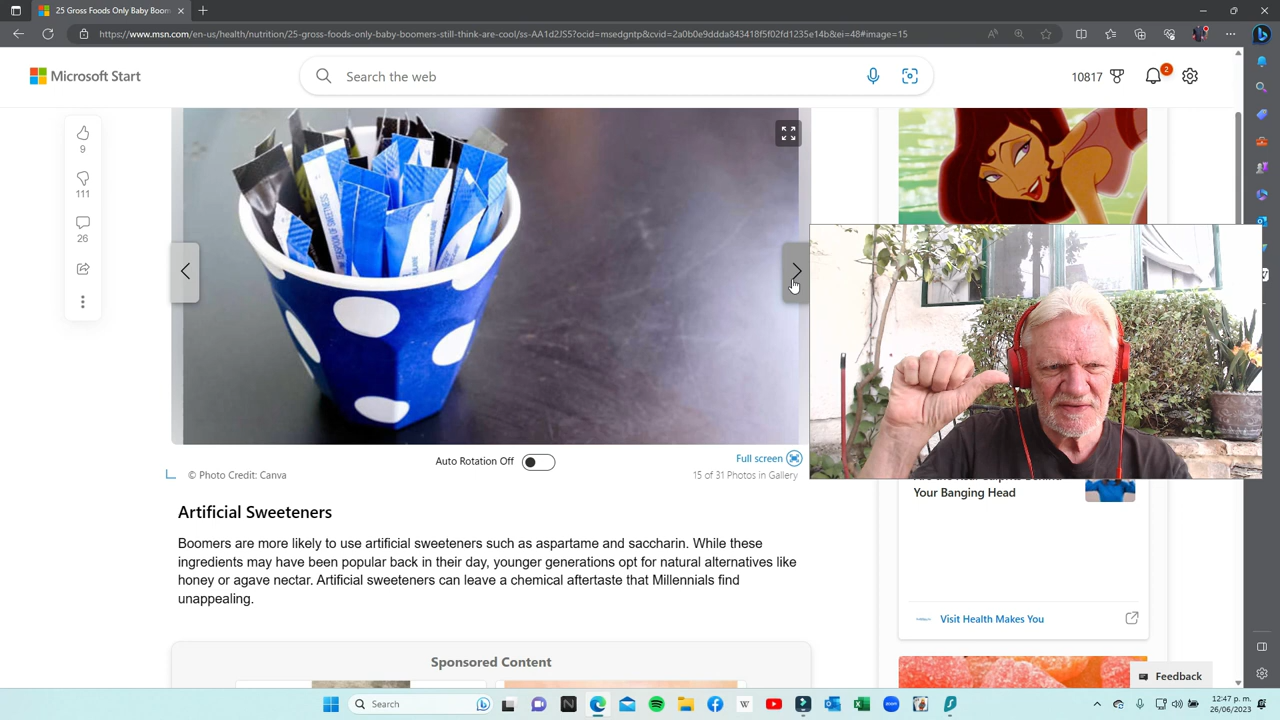 25 Gross Foods Only Baby Boom
https://www.msn.com/en-us/health/nutrition/25-gross-foods-only-baby-boomers-still-think-are-cool/ss-AA1d2JS5?ocid=msedgntp&cvid=2a0b0e9ddda843418f5f02fd1235e14b&ei=48#image=15
Microsoft Start
Search the web
10817
2
9
111
26
Auto Rotation Off
Full screen
© Photo Credit: Canva
15 of 31 Photos in Gallery
Artificial Sweeteners
Boomers are more likely to use artificial sweeteners such as aspartame and saccharin. While these
ingredients may have been popular back in their day, younger generations opt for natural alternatives like
honey or agave nectar. Artificial sweeteners can leave a chemical aftertaste that Millennials find
unappealing.
Sponsored Content
Your Banging Head
Visit Health Makes You
Feedback
Search
12:47 p. m.
26/06/2023